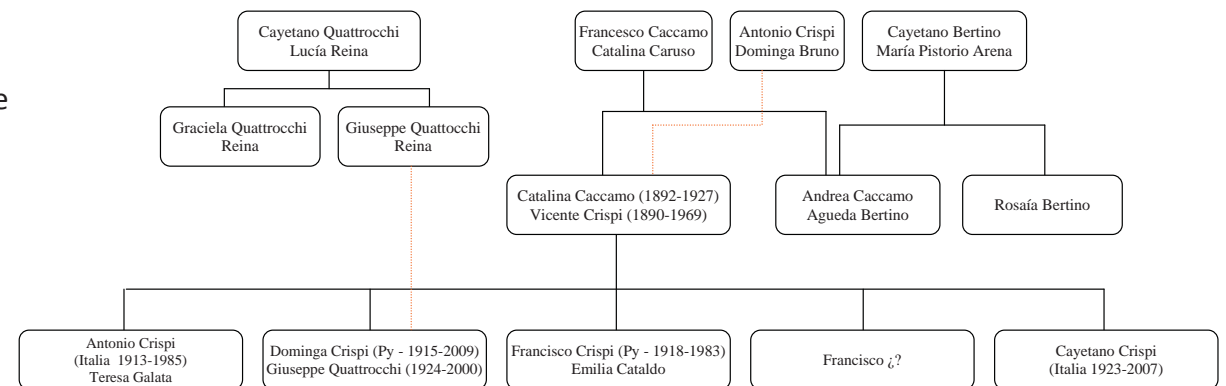 Cayetano Quattrocchi
Lucía Reina
Francesco Caccamo
Catalina Caruso
Antonio Crispi
Dominga Bruno
Cayetano Bertino
María Pistorio Arena
e
Graciela Quattrocchi
Reina
Giuseppe Quattocchi
Reina
Catalina Caccamo (1892-1927)
Vicente Crispi (1890-1969)
Andrea Caccamo
Agueda Bertino
Rosaía Bertino
Antonio Crispi
(Italia 1913-1985)
Teresa Galata
Dominga Crispi (Py - 1915-2009)
Giuseppe Quattrocchi (1924-2000)
Francisco Crispi (Py - 1918-1983)
Emilia Cataldo
Francisco ¿?
Cayetano Crispi
(Italia 1923-2007)